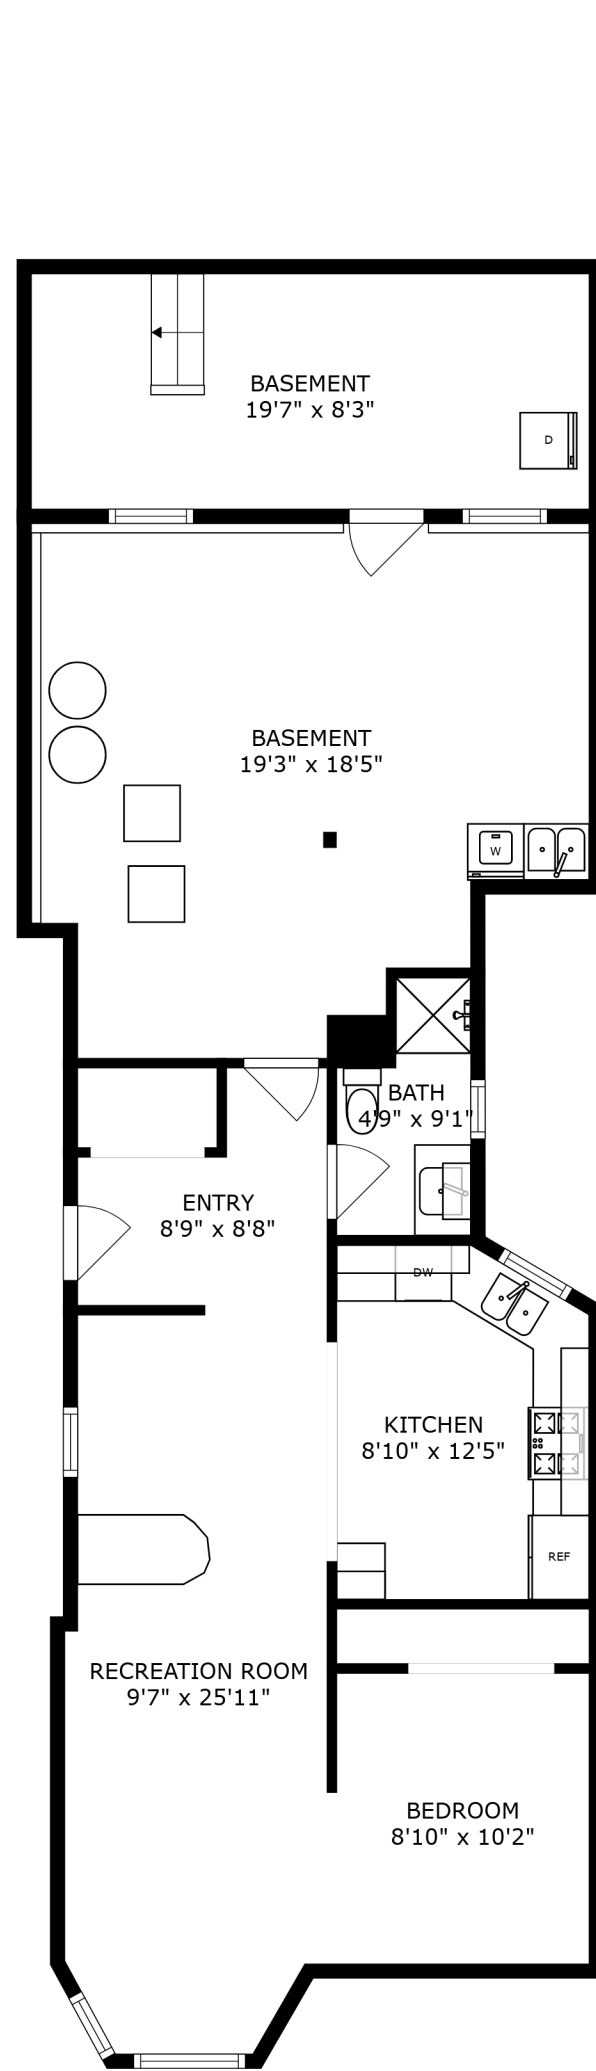 BASEMENT
19'7" x 8'3"
D
BASEMENT
19'3" x 18'5"
W
BATH
4'9" x 9'1"
ENTRY
8'9" x 8'8"
DW
KITCHEN
8'10" x 12'5"
REF
RECREATION ROOM
9'7" x 25'11"
BEDROOM
8'10" x 10'2"